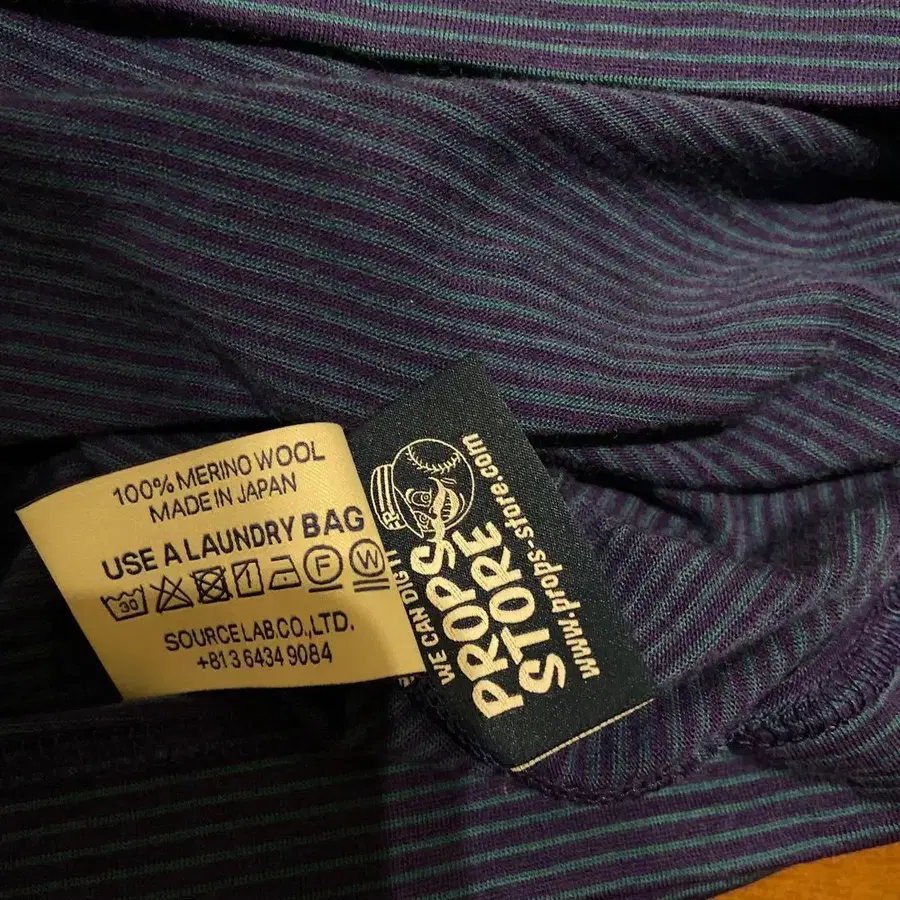 100% MERINO WOOL
MADE IN JAPAN
USE A LAUNDRY BAG
30 F W
SOURCE LAB.CO.,LTD.
+81 3 6434 9084
WE CAN DIG IT
PROPS
STORE
www.props-store.com